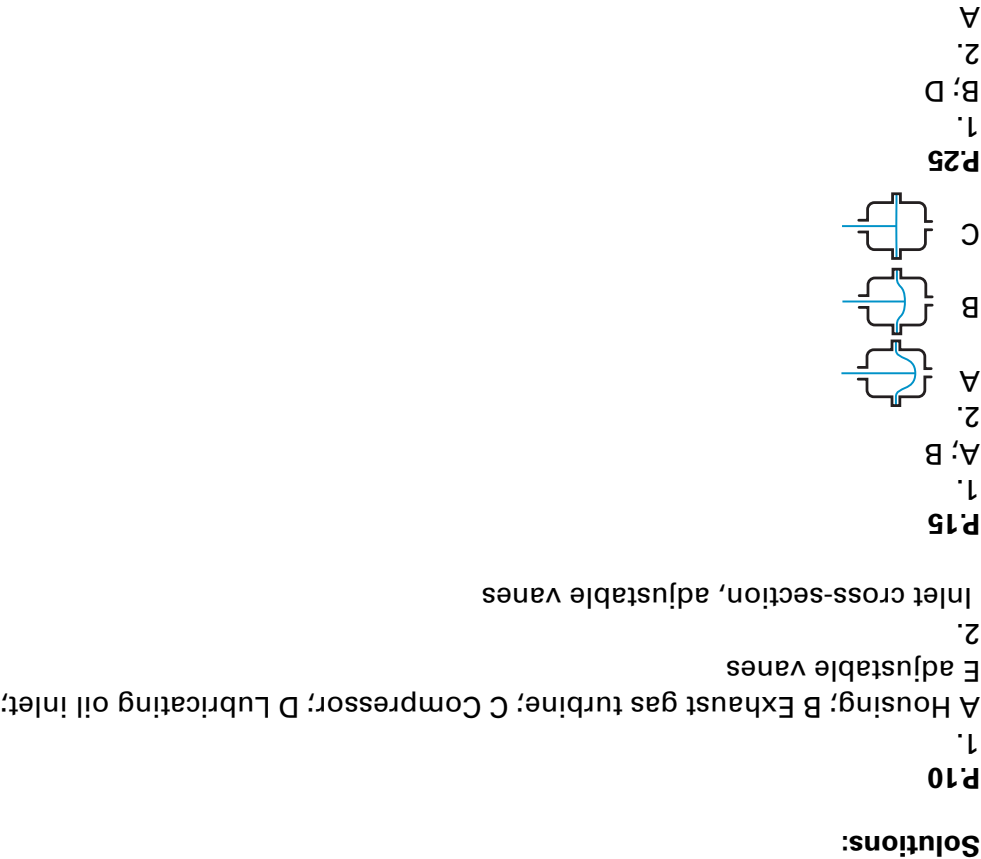 Solutions:
P.10
1.
A Housing; B Exhaust gas turbine; C Compressor; D Lubricating oil inlet;
E adjustable vanes
2.
Inlet cross-section, adjustable vanes
P.15
1.
A; B
2.
A
B
C
P.25
1.
B; D
2.
A